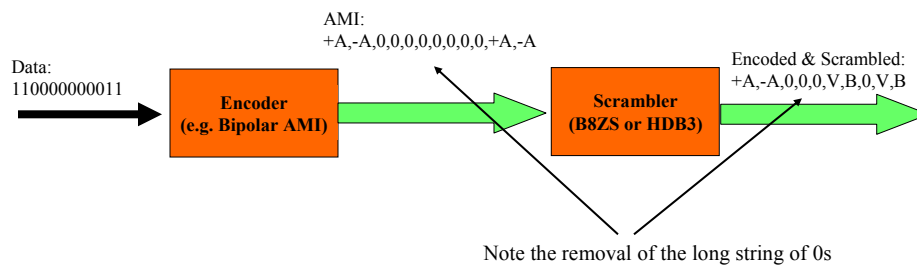 AMI:
+A,-A,0,0,0,0,0,0,0,0,0,+A,-A
Data:
110000000011
Encoded & Scrambled:
+A,-A,0,0,0,V,B,0,V,B
Encoder
(e.g. Bipolar AMI)
Scrambler
(B8ZS or HDB3)
Note the removal of the long string of 0s